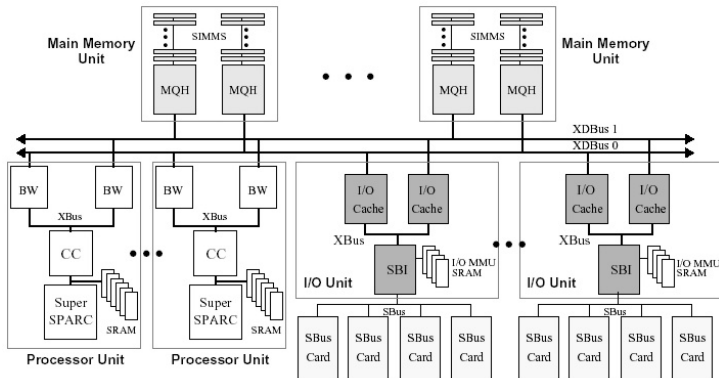 Main Memory
Unit
SIMMS
MQH
MQH
SIMMS
MQH
MQH
Main Memory
Unit
XDBus 1
XDBus 0
BW
BW
XBus
CC
Super
SPARC
SRAM
Processor Unit
BW
BW
XBus
CC
Super
SPARC
SRAM
Processor Unit
I/O
Cache
I/O
Cache
XBus
SBI
I/O MMU
SRAM
I/O Unit
SBus
SBus
Card
SBus
Card
SBus
Card
SBus
Card
I/O
Cache
I/O
Cache
XBus
SBI
I/O MMU
SRAM
I/O Unit
SBus
SBus
Card
SBus
Card
SBus
Card
SBus
Card